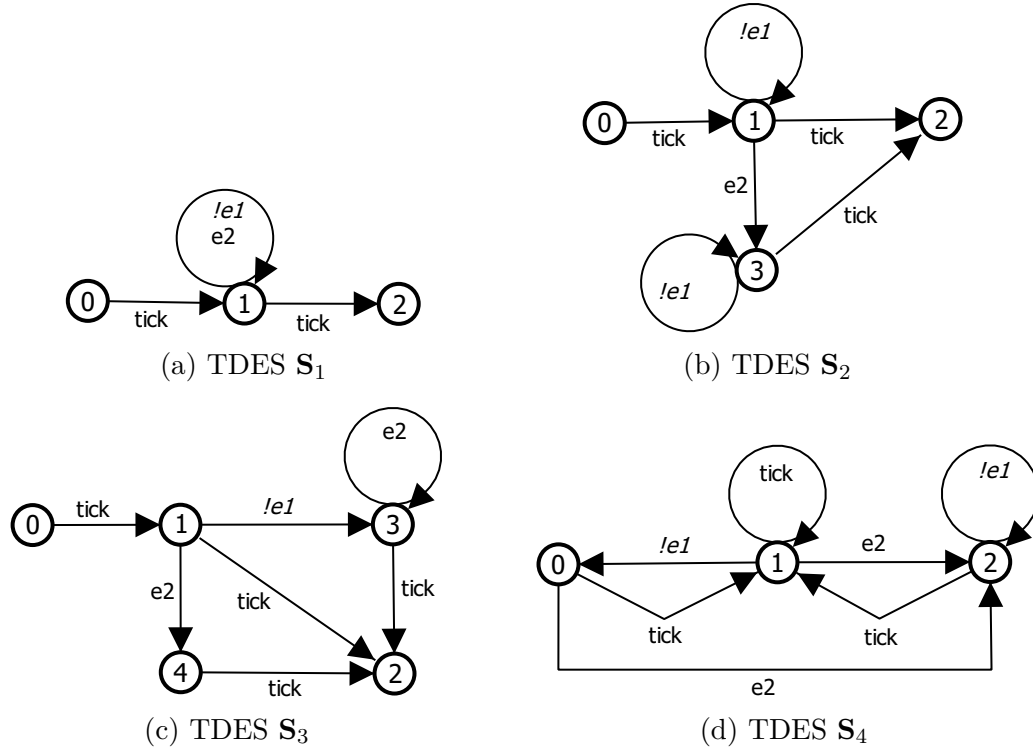 !e1
0
tick
1
tick
2
e2
tick
!e1
3
(b) TDES S₂
!e1
e2
0
tick
1
tick
2
(a) TDES S₁
e2
0
tick
1
!e1
3
e2
tick
tick
4
tick
2
(c) TDES S₃
tick
!e1
0
!e1
1
e2
2
tick
tick
e2
(d) TDES S₄